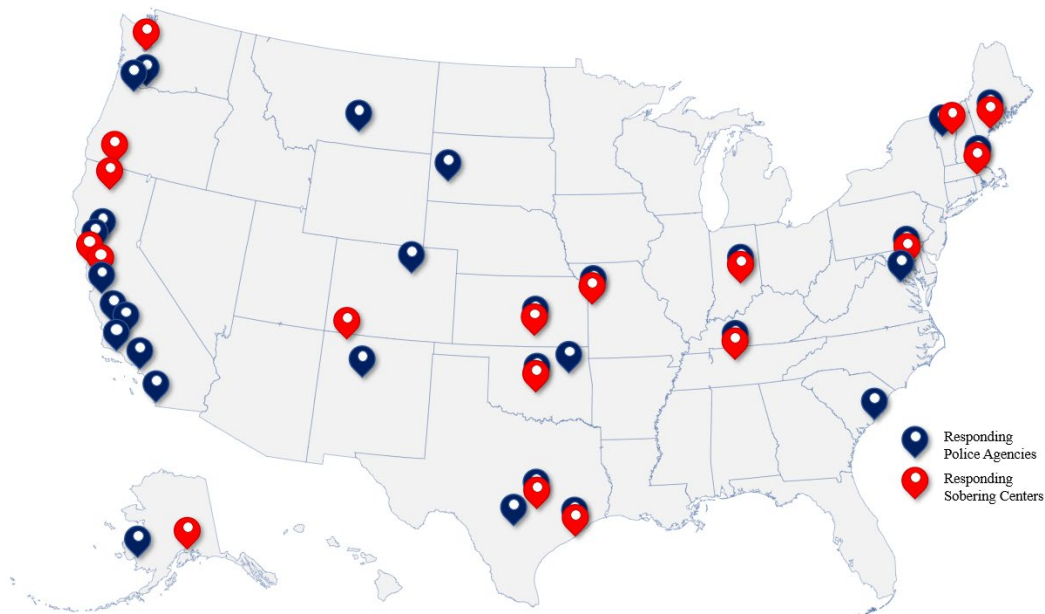 Responding
Police Agencies
Responding
Sobering Centers